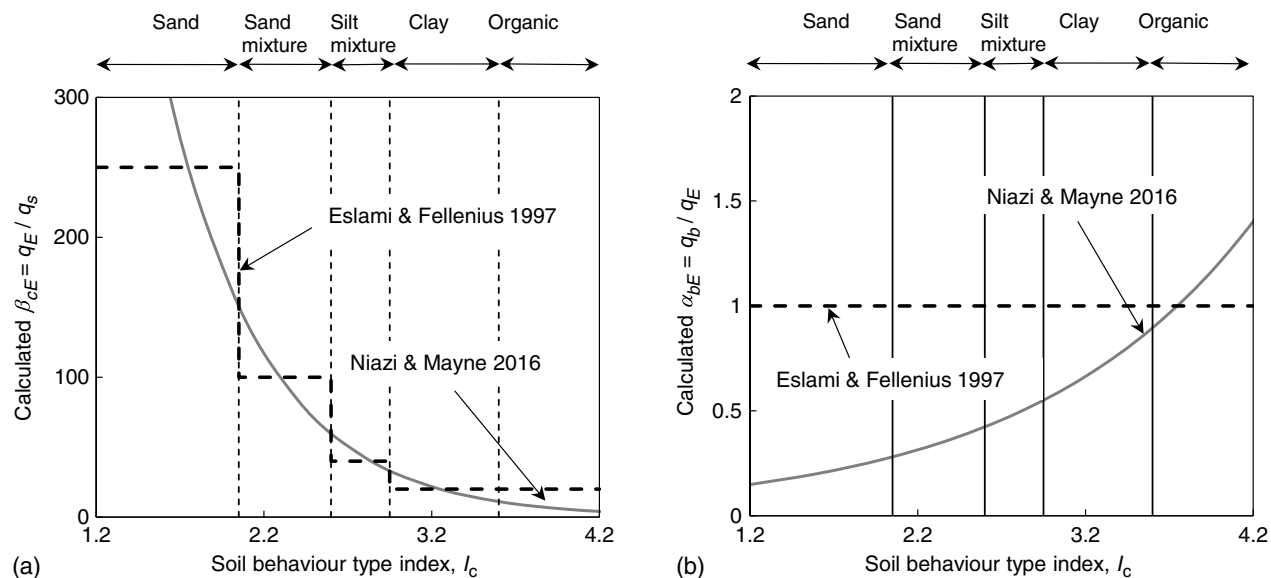 Sand
Sand
mixture
Silt
mixture
Clay
Organic
300
250
200
150
100
50
0
1.2
2.2
3.2
4.2
Calculated βcE = qE / qs
Eslami & Fellenius 1997
Niazi & Mayne 2016
(a)
Soil behaviour type index, Ic
Sand
Sand
mixture
Silt
mixture
Clay
Organic
2
1.5
1
0.5
0
1.2
2.2
3.2
4.2
Calculated αbE = qb / qE
Niazi & Mayne 2016
Eslami & Fellenius 1997
(b)
Soil behaviour type index, Ic